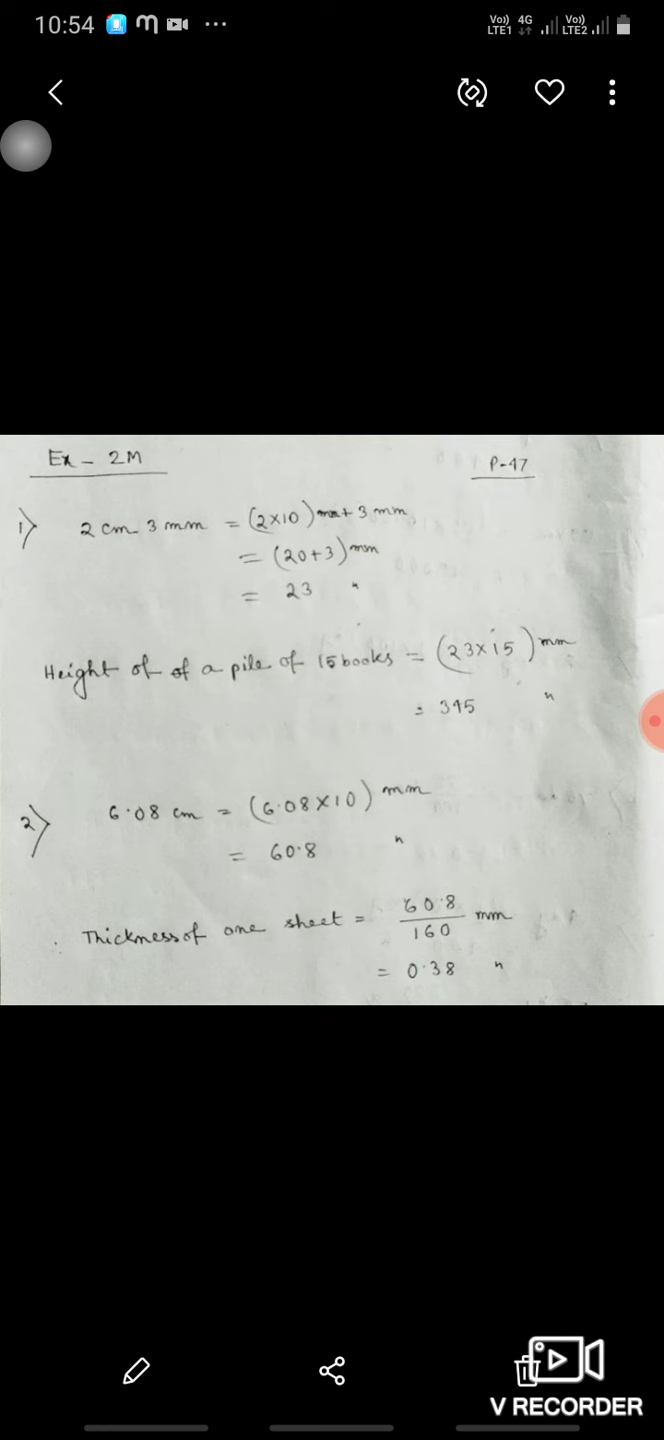 10:54
Vo)) 4G Vo))
LTE1 LTE2
Ex - 2M
P-47
1) 2 cm 3 mm = (2×10) mm + 3 mm
= (20+3) mm
= 23 "
Height of of a pile of 15 books = (23×15) mm
= 345 "
2) 6.08 cm = (6.08×10) mm
= 60.8 "
Thickness of one sheet = 60.8/160 mm
= 0.38 "
V RECORDER